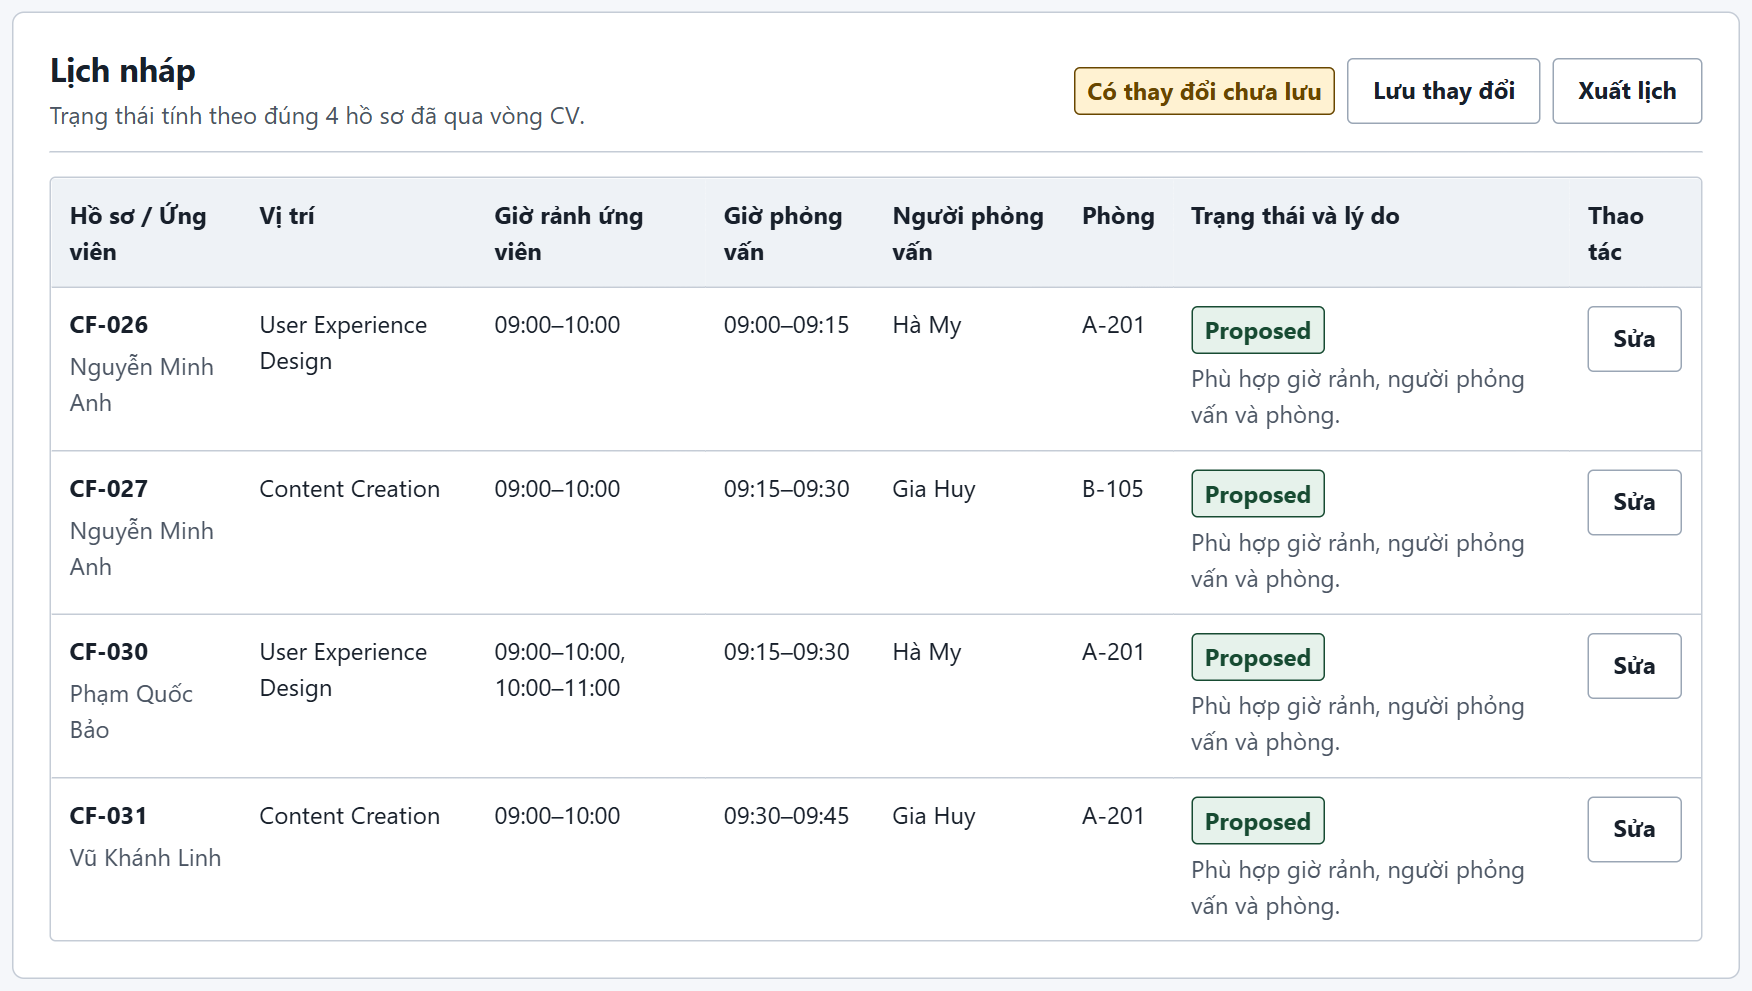 Lịch nháp
Trạng thái tính theo đúng 4 hồ sơ đã qua vòng CV.
Có thay đổi chưa lưu
Lưu thay đổi
Xuất lịch
Hồ sơ / Ứng
viên
Vị trí
Giờ rảnh ứng
viên
Giờ phỏng
vấn
Người phỏng
vấn
Phòng
Trạng thái và lý do
Thao
tác
CF-026
Nguyễn Minh
Anh
User Experience
Design
09:00–10:00
09:00–09:15
Hà My
A-201
Proposed
Phù hợp giờ rảnh, người phỏng
vấn và phòng.
Sửa
CF-027
Nguyễn Minh
Anh
Content Creation
09:00–10:00
09:15–09:30
Gia Huy
B-105
Proposed
Phù hợp giờ rảnh, người phỏng
vấn và phòng.
Sửa
CF-030
Phạm Quốc
Bảo
User Experience
Design
09:00–10:00,
10:00–11:00
09:15–09:30
Hà My
A-201
Proposed
Phù hợp giờ rảnh, người phỏng
vấn và phòng.
Sửa
CF-031
Vũ Khánh Linh
Content Creation
09:00–10:00
09:30–09:45
Gia Huy
A-201
Proposed
Phù hợp giờ rảnh, người phỏng
vấn và phòng.
Sửa